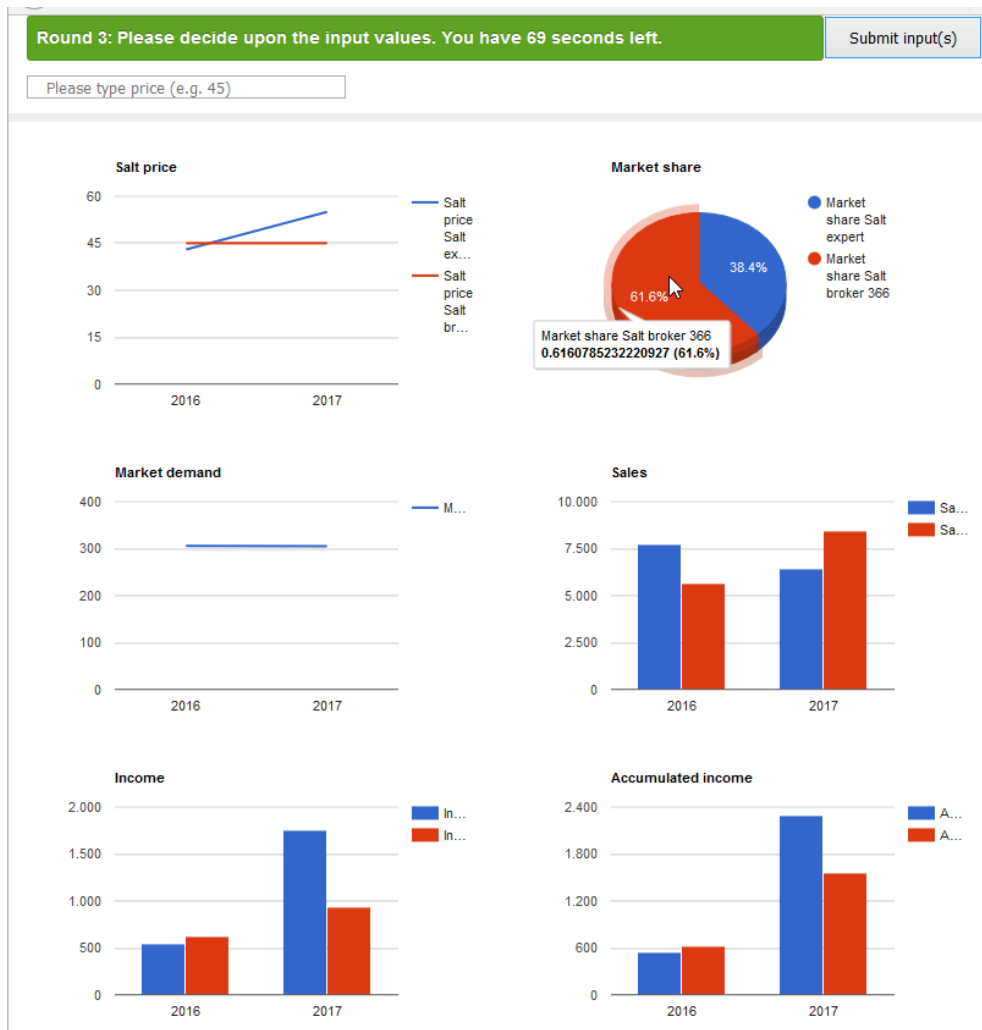 Round 3: Please decide upon the input values. You have 69 seconds left.
Submit input(s)
Please type price (e.g. 45)
Salt price
60
45
30
15
0
2016
2017
Salt
price
Salt
ex...
Salt
price
Salt
br...
Market share
38.4%
61.6%
Market share Salt broker 366
0.6160785232220927 (61.6%)
Market
share Salt
expert
Market
share Salt
broker 366
Market demand
400
300
200
100
0
2016
2017
M...
Sales
10.000
7.500
5.000
2.500
0
2016
2017
Sa...
Sa...
Income
2.000
1.500
1.000
500
0
2016
2017
In...
In...
Accumulated income
2.400
1.800
1.200
600
0
2016
2017
A...
A...